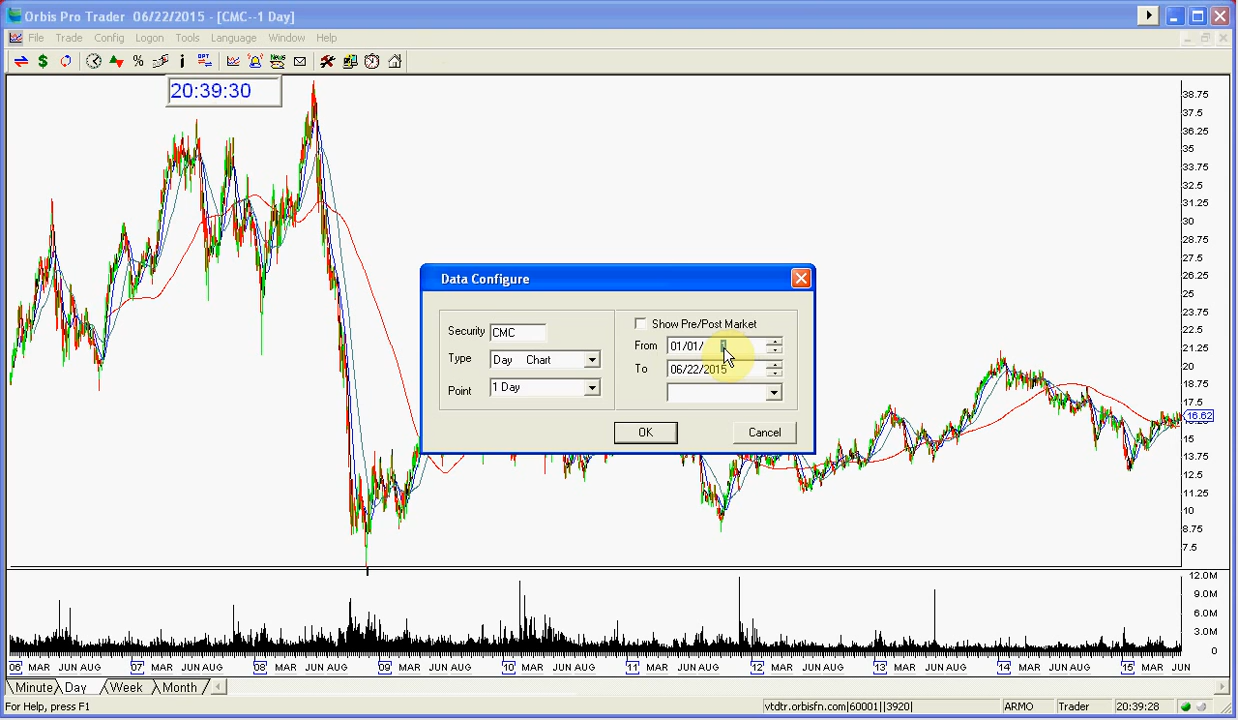 Orbis Pro Trader 06/22/2015 - [CMC--1 Day]
File Trade Config Logon Tools Language Window Help
$ % i OPT News
20:39:30
38.75
37.5
36.25
35
33.75
32.5
31.25
30
28.75
27.5
26.25
25
23.75
22.5
21.25
20
18.75
17.5
16.62
15
13.75
12.5
11.25
10
8.75
7.5
Data Configure
Security CMC
Type Day Chart
Point 1 Day
Show Pre/Post Market
From 01/01/
To 06/22/2015
OK Cancel
12.0M
9.0M
6.0M
3.0M
0
06 MAR JUN AUG 07 MAR JUN AUG 08 MAR JUN AUG 09 MAR JUN AUG 10 MAR JUN AUG 11 MAR JUN AUG 12 MAR JUN AUG 13 MAR JUN AUG 14 MAR JUN AUG 15 MAR JUN
Minute Day Week Month
For Help, press F1 vtdtr.orbisfn.com|60001||3920| ARMO Trader 20:39:28